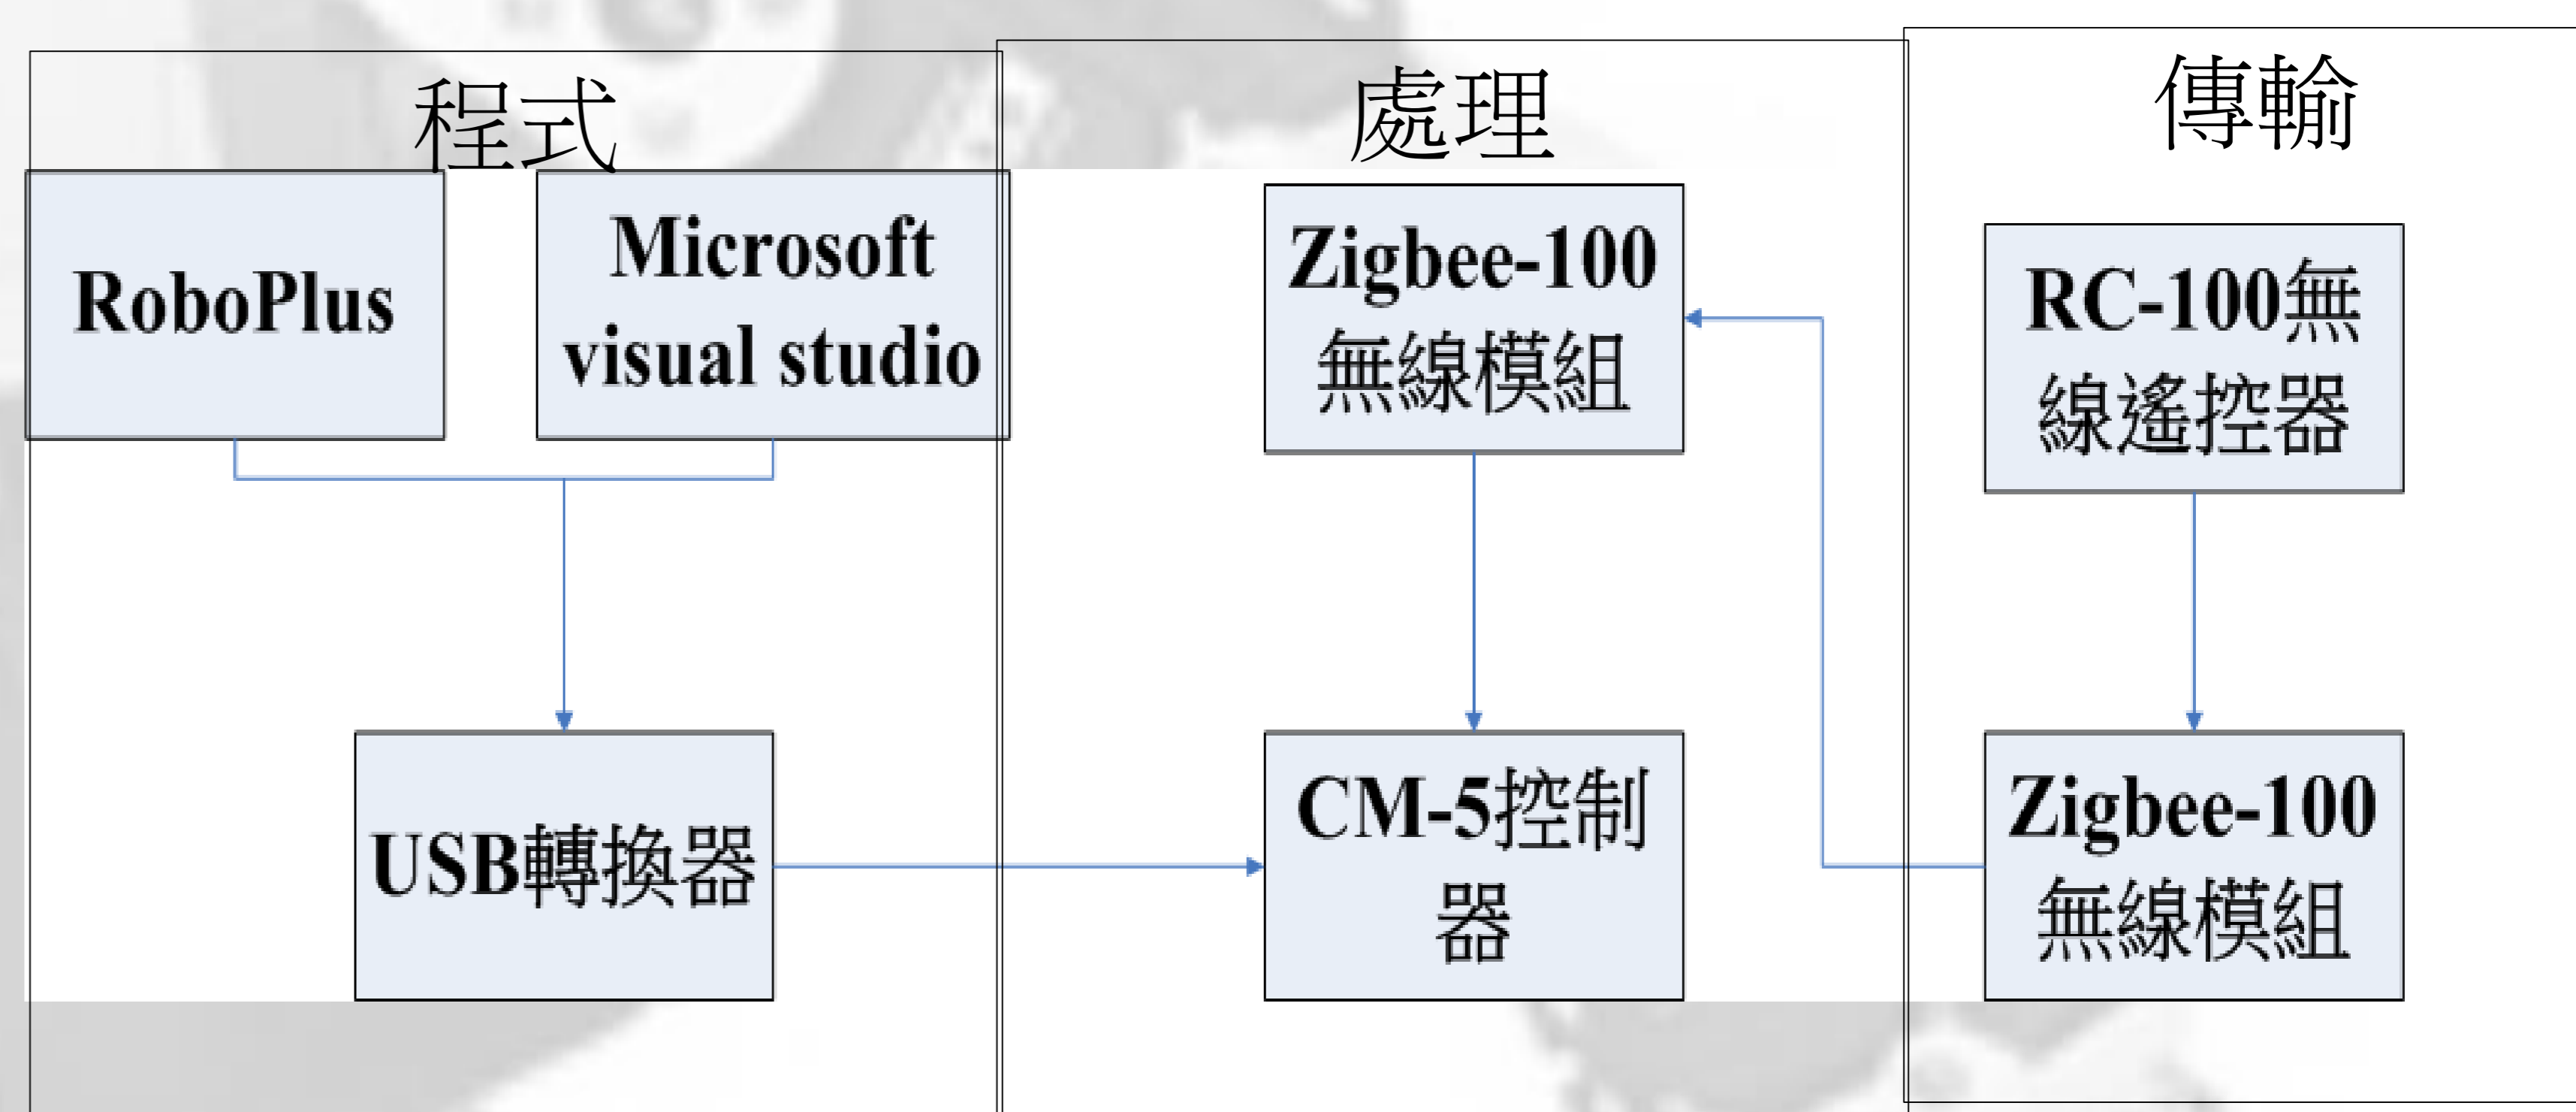 程式
RoboPlus
Microsoft
visual studio
USB轉換器
處理
Zigbee-100
無線模組
CM-5控制
器
傳輸
RC-100無
線遙控器
Zigbee-100
無線模組